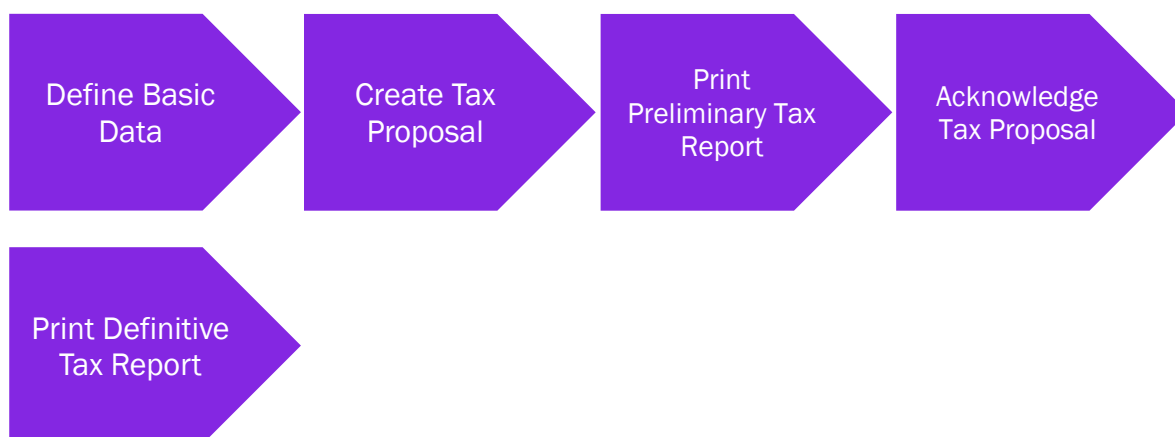 Define Basic
Data
Create Tax
Proposal
Print
Preliminary Tax
Report
Acknowledge
Tax Proposal
Print Definitive
Tax Report